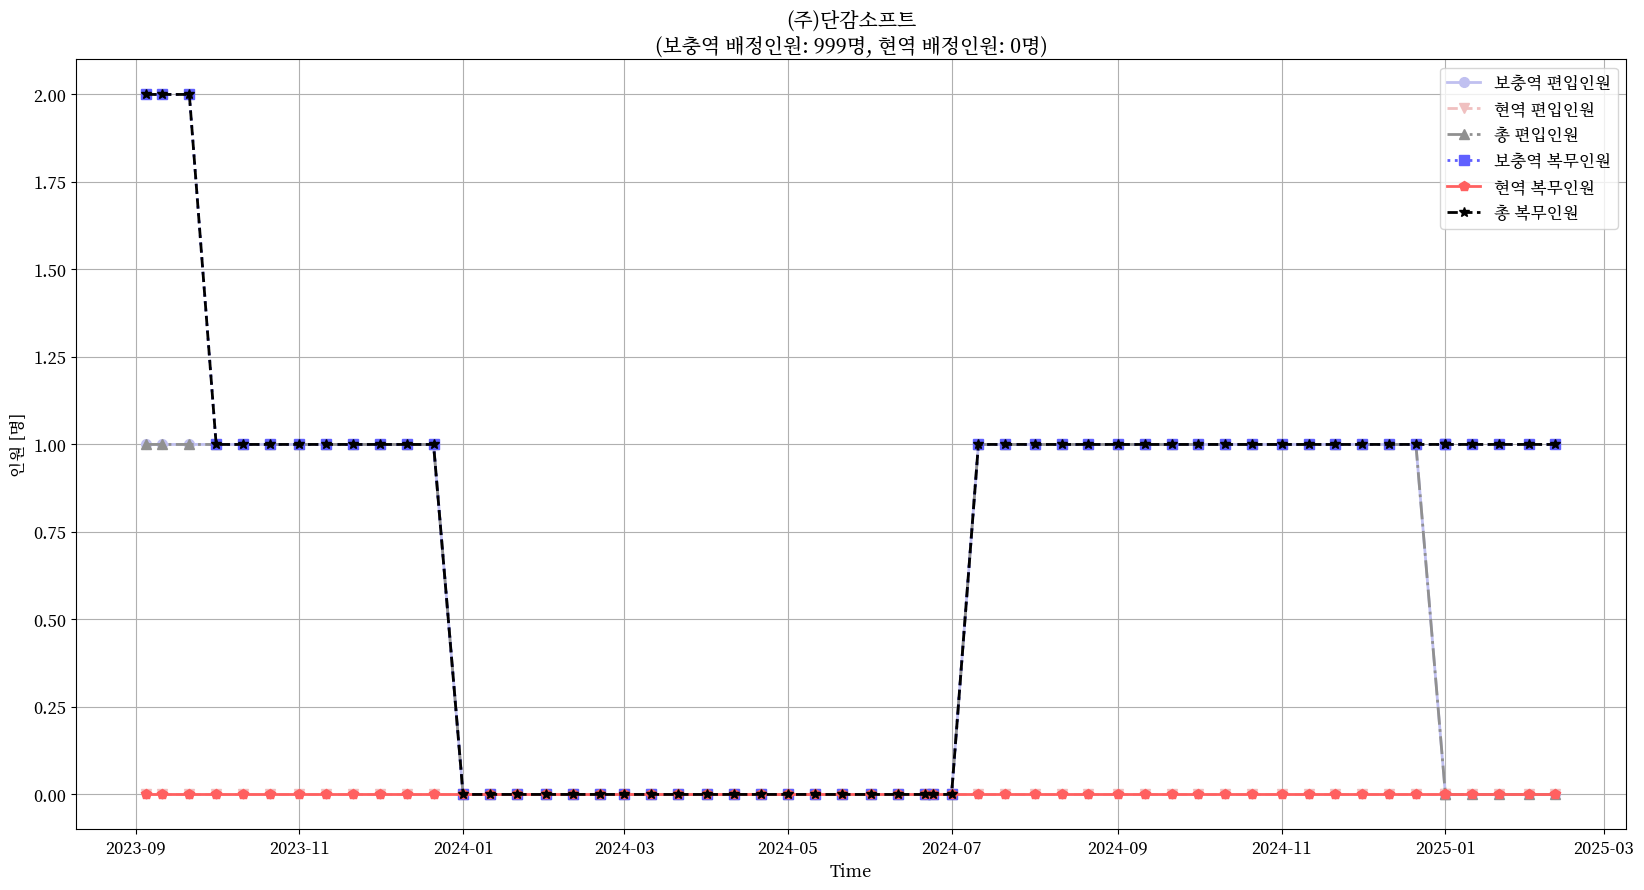 (주)단감소프트
(보충역 배정인원: 999명, 현역 배정인원: 0명)
보충역 편입인원
현역 편입인원
총 편입인원
보충역 복무인원
현역 복무인원
총 복무인원
인원 [명]
2.00
1.75
1.50
1.25
1.00
0.75
0.50
0.25
0.00
2023-09 2023-11 2024-01 2024-03 2024-05 2024-07 2024-09 2024-11 2025-01 2025-03
Time